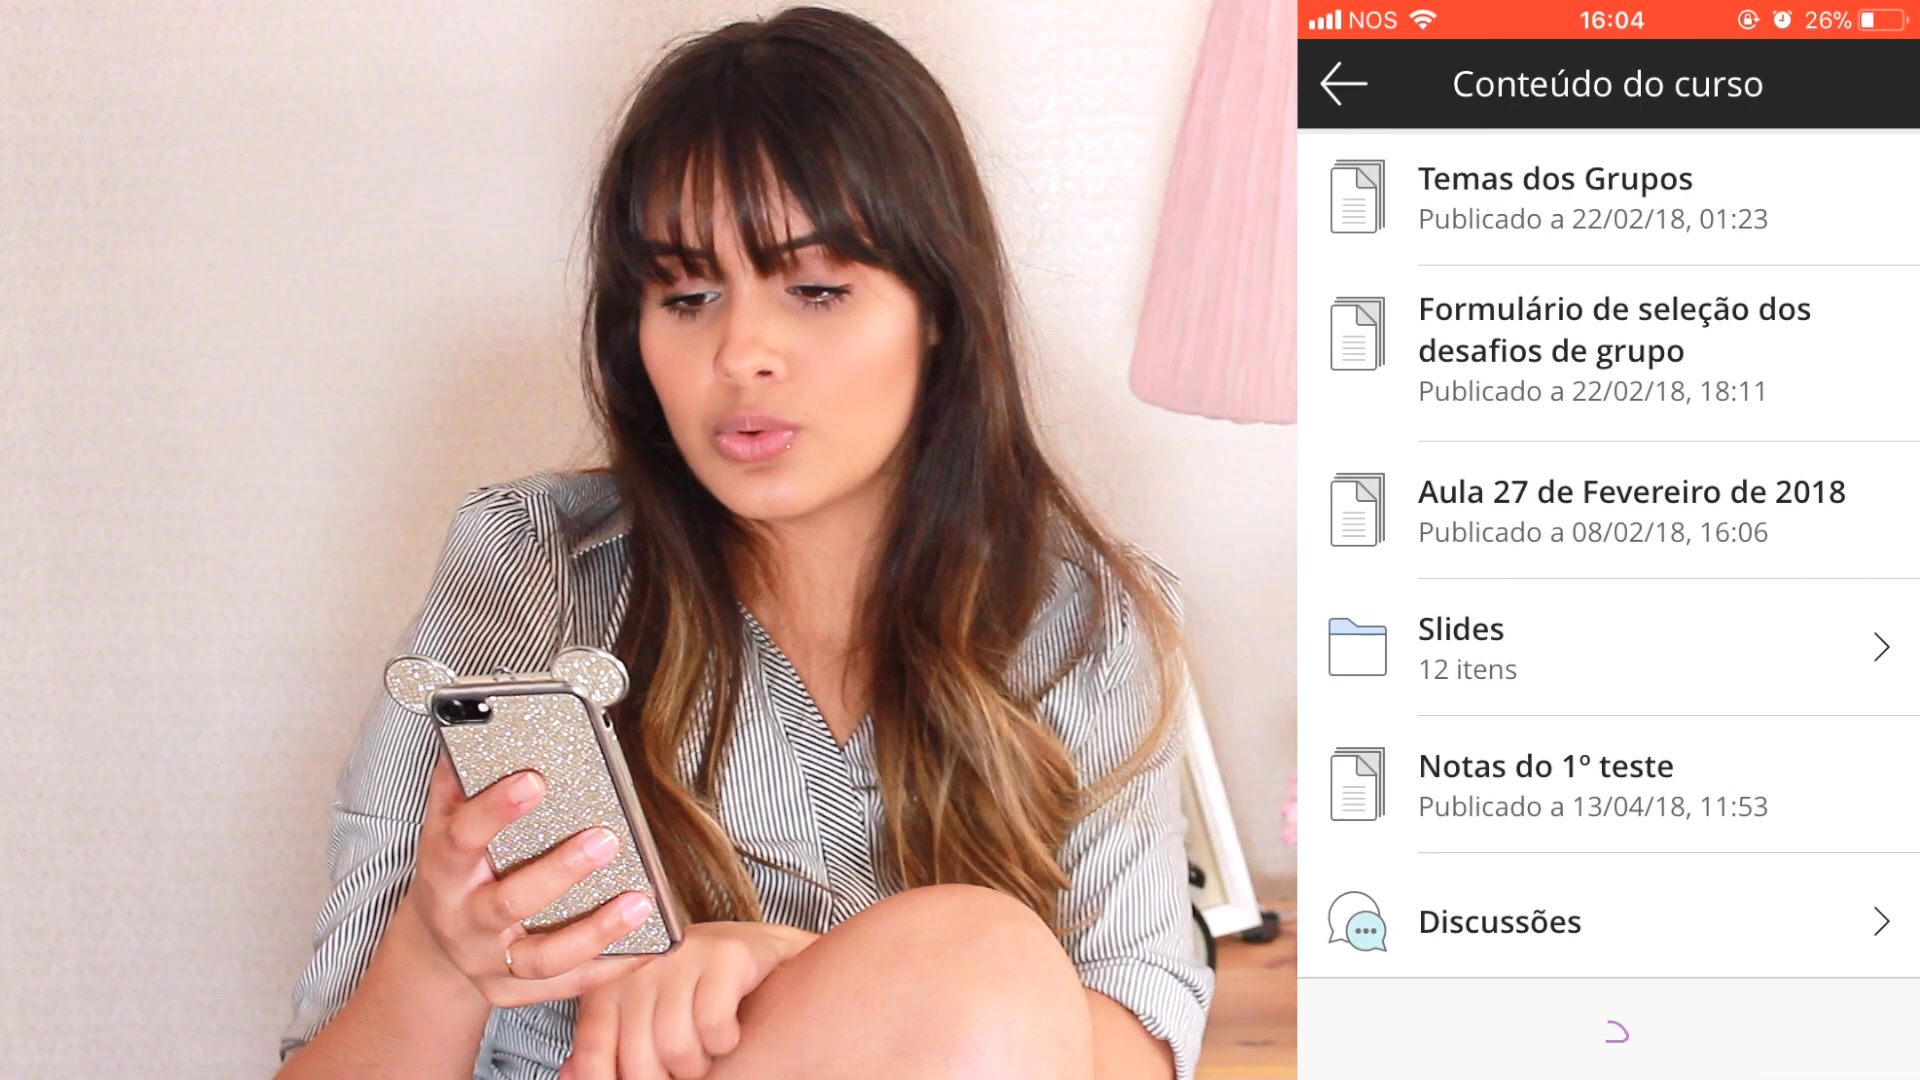 NOS 16:04 26%
Conteúdo do curso
Temas dos Grupos
Publicado a 22/02/18, 01:23
Formulário de seleção dos
desafios de grupo
Publicado a 22/02/18, 18:11
Aula 27 de Fevereiro de 2018
Publicado a 08/02/18, 16:06
Slides
12 itens
Notas do 1º teste
Publicado a 13/04/18, 11:53
Discussões